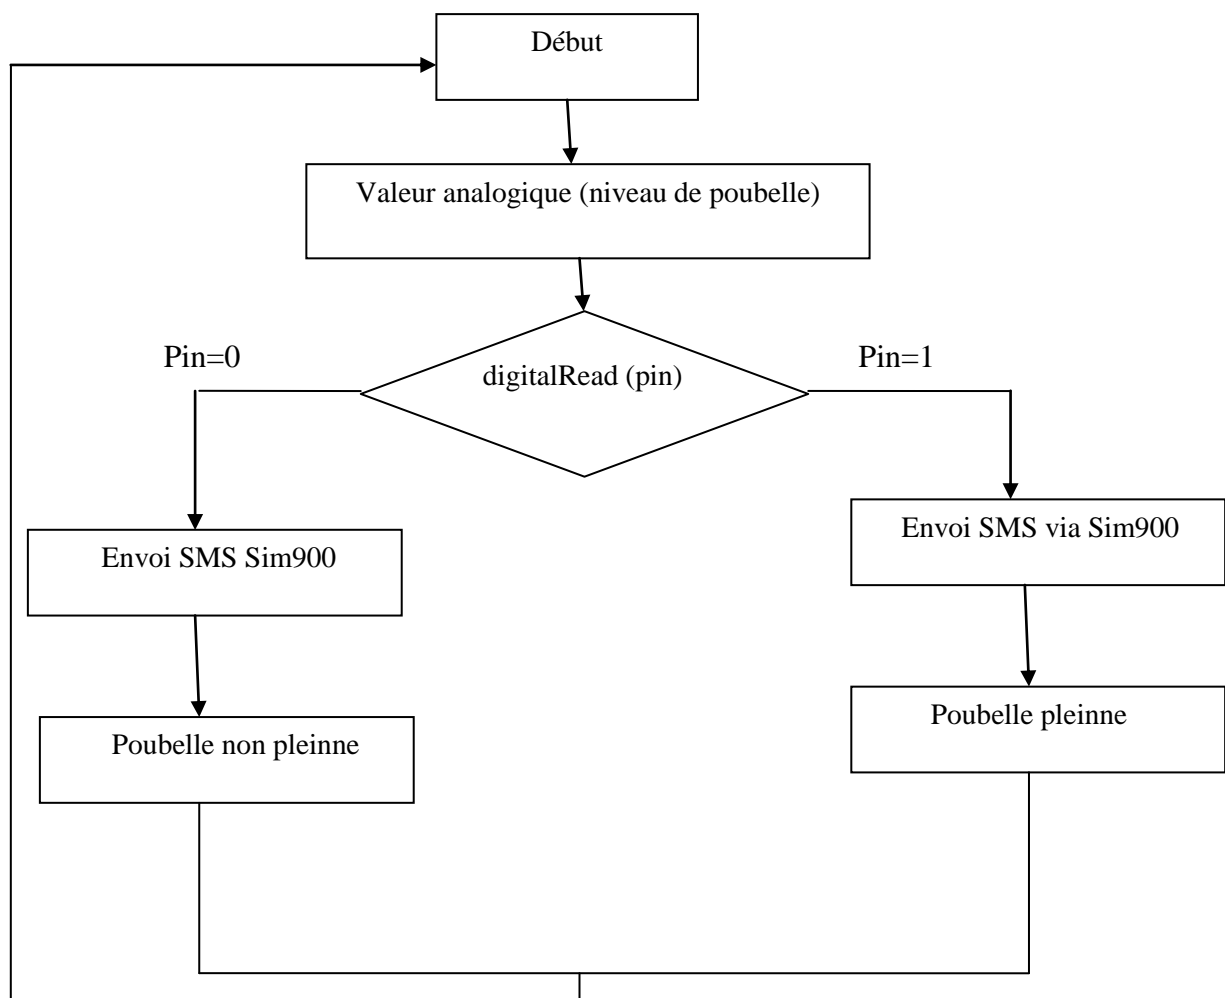 Début
Valeur analogique (niveau de poubelle)
Pin=0
Pin=1
digitalRead (pin)
Envoi SMS Sim900
Envoi SMS via Sim900
Poubelle non pleinne
Poubelle pleinne